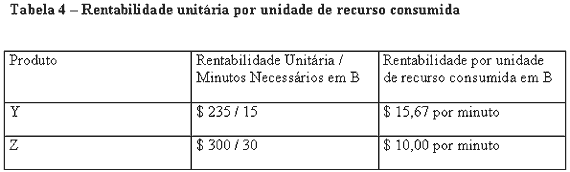 Tabela 4 – Rentabilidade unitária por unidade de recurso consumida
Produto
Rentabilidade Unitária /
Minutos Necessários em B
Rentabilidade por unidade
de recurso consumida em B
Y
$ 235 / 15
$ 15,67 por minuto
Z
$ 300 / 30
$ 10,00 por minuto